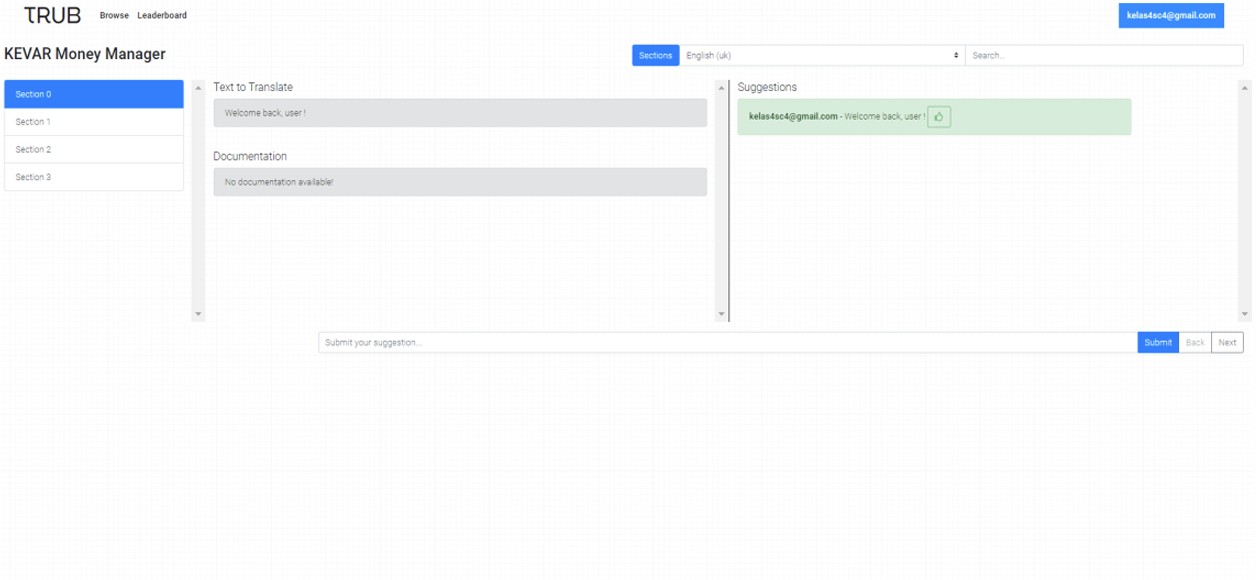 TRUB Browse Leaderboard kelas4sc4@gmail.com
KEVAR Money Manager
Sections English (uk) Search...
Section 0
Section 1
Section 2
Section 3
Text to Translate
Welcome back, user !
Documentation
No documentation available!
Suggestions
kelas4sc4@gmail.com - Welcome back, user !
Submit your suggestion... Submit Back Next